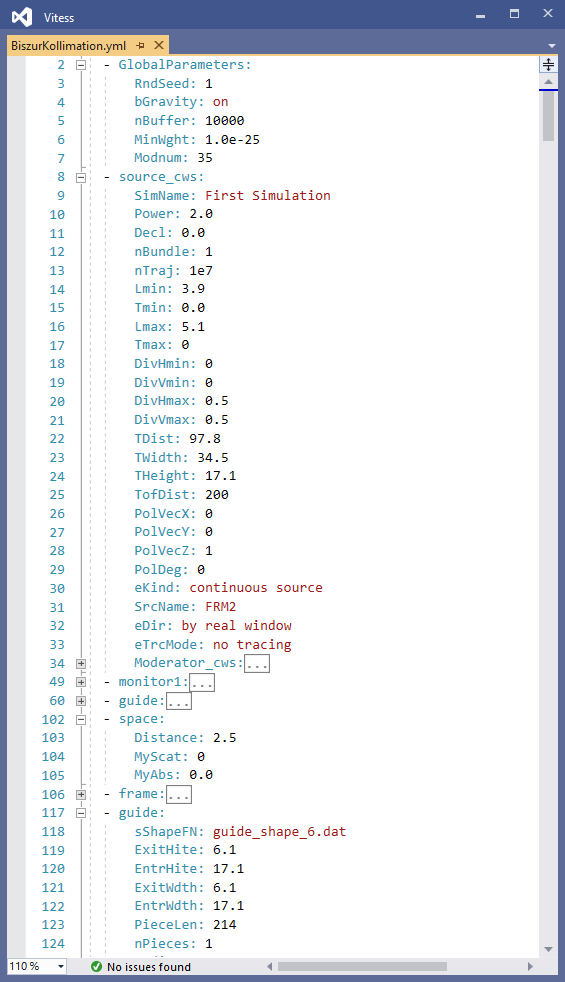 Vitess
BiszurKollimation.yml
2 - GlobalParameters:
3 RndSeed: 1
4 bGravity: on
5 nBuffer: 10000
6 MinWght: 1.0e-25
7 Modnum: 35
8 - source_cws:
9 SimName: First Simulation
10 Power: 2.0
11 Decl: 0.0
12 nBundle: 1
13 nTraj: 1e7
14 Lmin: 3.9
15 Tmin: 0.0
16 Lmax: 5.1
17 Tmax: 0
18 DivHmin: 0
19 DivVmin: 0
20 DivHmax: 0.5
21 DivVmax: 0.5
22 TDist: 97.8
23 TWidth: 34.5
24 THeight: 17.1
25 TofDist: 200
26 PolVecX: 0
27 PolVecY: 0
28 PolVecZ: 1
29 PolDeg: 0
30 eKind: continuous source
31 SrcName: FRM2
32 eDir: by real window
33 eTrcMode: no tracing
34 Moderator_cws:...
49 - monitor1:...
60 - guide:...
102 - space:
103 Distance: 2.5
104 MyScat: 0
105 MyAbs: 0.0
106 - frame:...
117 - guide:
118 sShapeFN: guide_shape_6.dat
119 ExitHite: 6.1
120 EntrHite: 17.1
121 ExitWdth: 6.1
122 EntrWdth: 17.1
123 PieceLen: 214
124 nPieces: 1
110 % No issues found